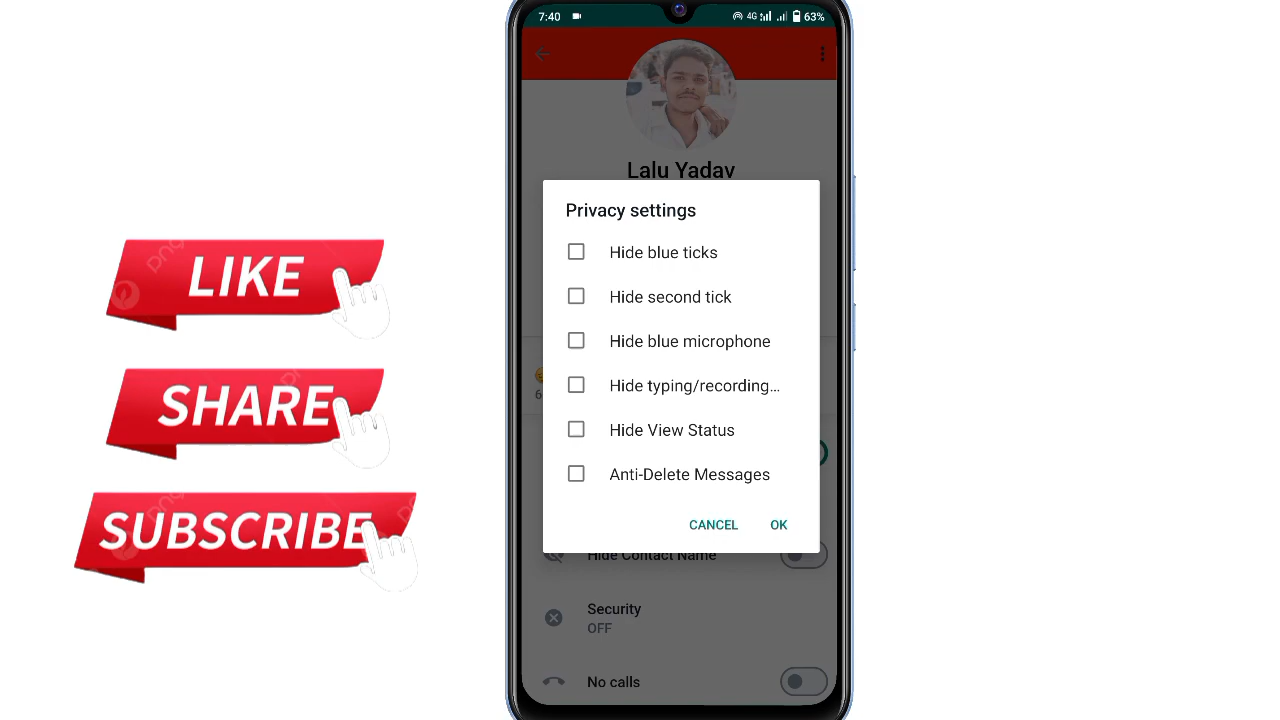 7:40
4G
63%
Lalu Yadav
Privacy settings
Hide blue ticks
Hide second tick
Hide blue microphone
Hide typing/recording...
Hide View Status
Anti-Delete Messages
CANCEL OK
Hide Contact Name
Security
OFF
No calls
LIKE
SHARE
SUBSCRIBE